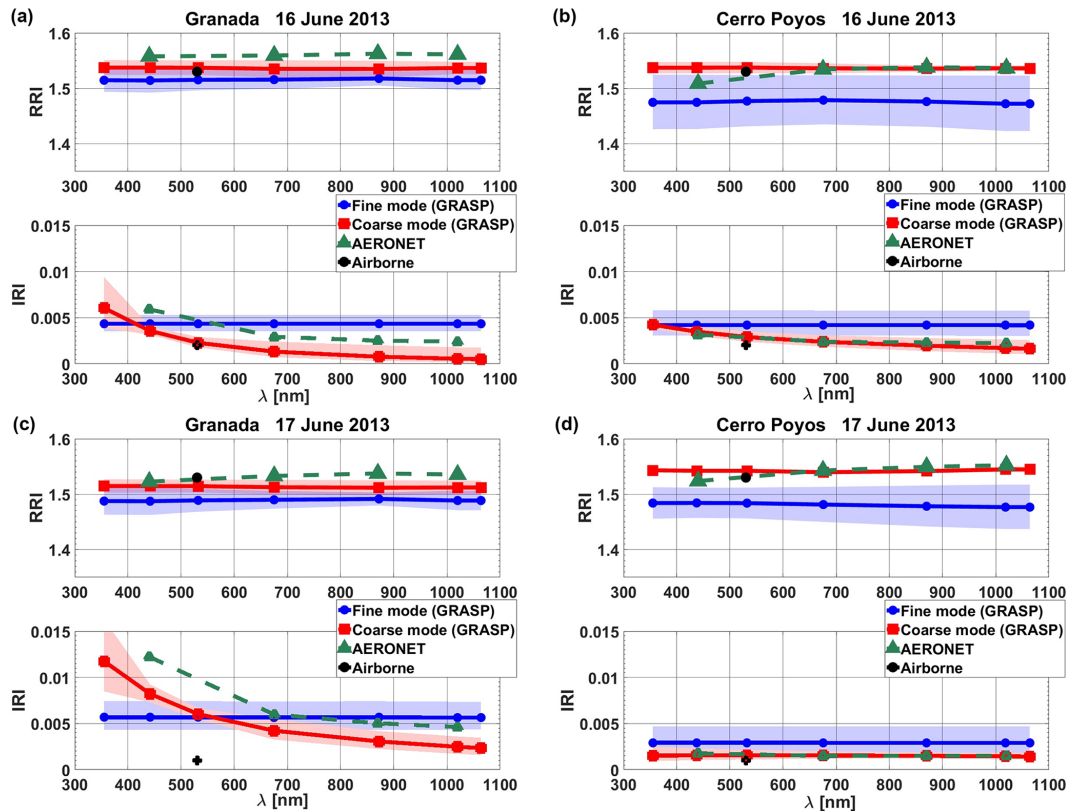 (a) Granada 16 June 2013
1.6
1.5
1.4
RRI
300 400 500 600 700 800 900 1000 1100
Fine mode (GRASP)
Coarse mode (GRASP)
AERONET
Airborne
0.015
0.01
0.005
0
IRI
300 400 500 600 700 800 900 1000 1100
λ [nm]
(b) Cerro Poyos 16 June 2013
1.6
1.5
1.4
RRI
300 400 500 600 700 800 900 1000 1100
Fine mode (GRASP)
Coarse mode (GRASP)
AERONET
Airborne
0.015
0.01
0.005
0
IRI
300 400 500 600 700 800 900 1000 1100
λ [nm]
(c) Granada 17 June 2013
1.6
1.5
1.4
RRI
300 400 500 600 700 800 900 1000 1100
Fine mode (GRASP)
Coarse mode (GRASP)
AERONET
Airborne
0.015
0.01
0.005
0
IRI
300 400 500 600 700 800 900 1000 1100
λ [nm]
(d) Cerro Poyos 17 June 2013
1.6
1.5
1.4
RRI
300 400 500 600 700 800 900 1000 1100
Fine mode (GRASP)
Coarse mode (GRASP)
AERONET
Airborne
0.015
0.01
0.005
0
IRI
300 400 500 600 700 800 900 1000 1100
λ [nm]